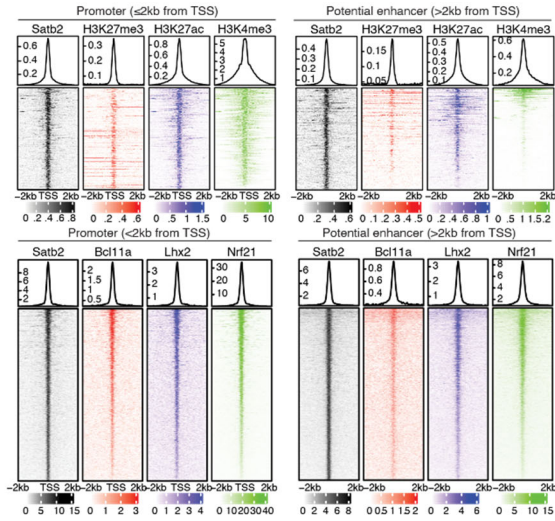 Promoter (≤2kb from TSS)
Satb2 H3K27me3 H3K27ac H3K4me3
0.6 0.4 0.2
0.3 0.2 0.1
0.8 0.6 0.4 0.2
5 4 3 2 1
-2kb TSS 2kb -2kb TSS 2kb -2kb TSS 2kb -2kb TSS 2kb
0 .2 .4 .6 .8
0 2 4 6
0 .5 1 1.5
0 5 10
Potential enhancer (>2kb from TSS)
Satb2 H3K27me3 H3K27ac H3K4me3
0.4 0.3 0.2 0.1
0.15 0.1 0.05
0.5 0.4 0.3 0.2 0.1
0.6 0.4 0.2
-2kb 2kb -2kb 2kb -2kb 2kb -2kb 2kb
0 .2 .4 .6
0 .1 .2 .3 .4 .5
0 .2 .4 .6 .8 1
0 .5 1 1.5 2
Promoter (<2kb from TSS)
Satb2 Bcl11a Lhx2 Nrf21
8 6 4 2
2 1.5 1 0.5
3 2 1
30 20 10
-2kb TSS 2kb -2kb TSS 2kb -2kb TSS 2kb -2kb TSS 2kb
0 5 10 15
0 1 2 3
0 1 2 3 4
0 10 20 30 40
Potential enhancer (>2kb from TSS)
Satb2 Bcl11a Lhx2 Nrf21
6 4 2
0.8 0.6 0.4
4 3 2 1
8 6 4 2
-2kb 2kb -2kb 2kb -2kb 2kb -2kb 2kb
0 2 4 6 8
0 .5 1 1.5 2
0 2 4 6
0 5 10 15